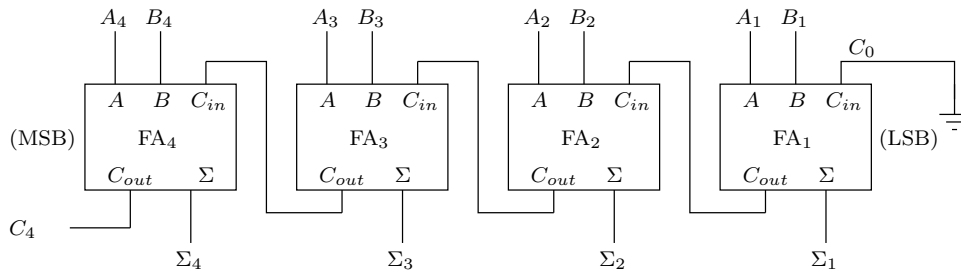 A₄ B₄ A₃ B₃ A₂ B₂ A₁ B₁
C₀
A B Cᵢₙ A B Cᵢₙ A B Cᵢₙ A B Cᵢₙ
(MSB) FA₄ FA₃ FA₂ FA₁ (LSB)
Cₒᵤₜ Σ Cₒᵤₜ Σ Cₒᵤₜ Σ Cₒᵤₜ Σ
C₄
Σ₄ Σ₃ Σ₂ Σ₁